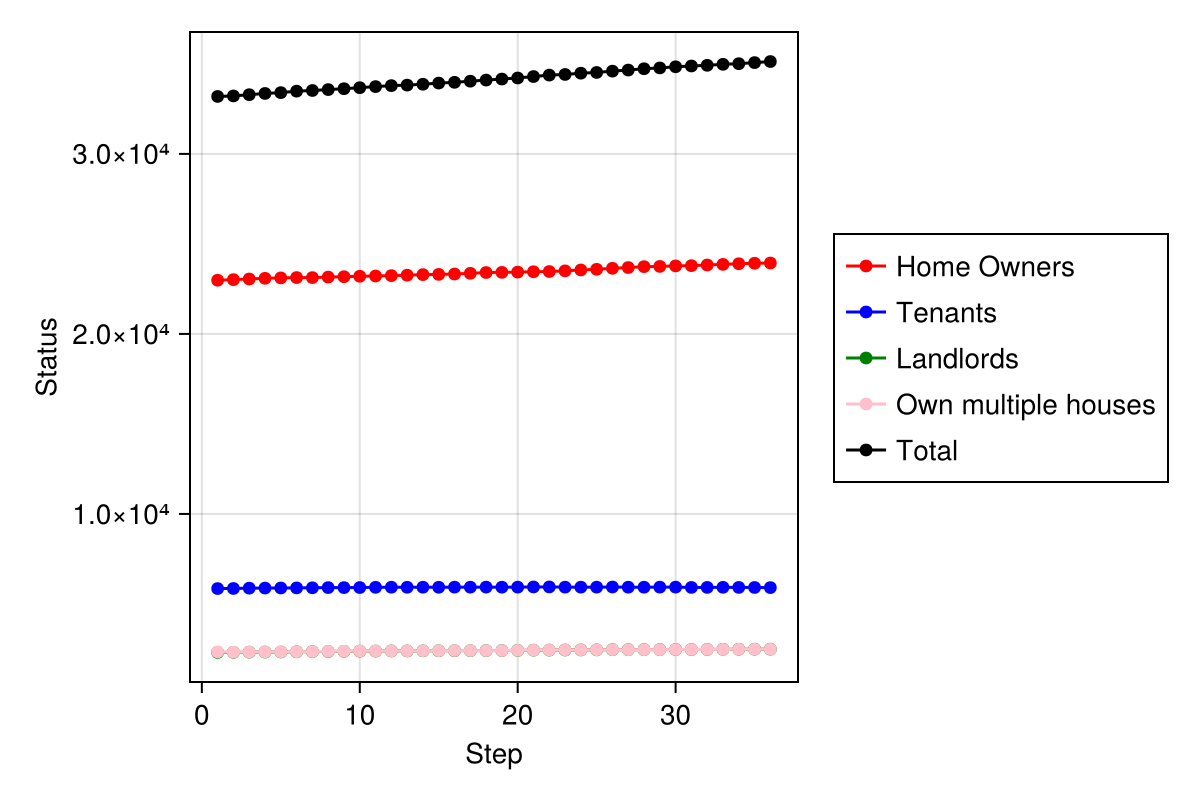 3.0×10⁴
2.0×10⁴
1.0×10⁴
Status
0 10 20 30
Step
Home Owners
Tenants
Landlords
Own multiple houses
Total